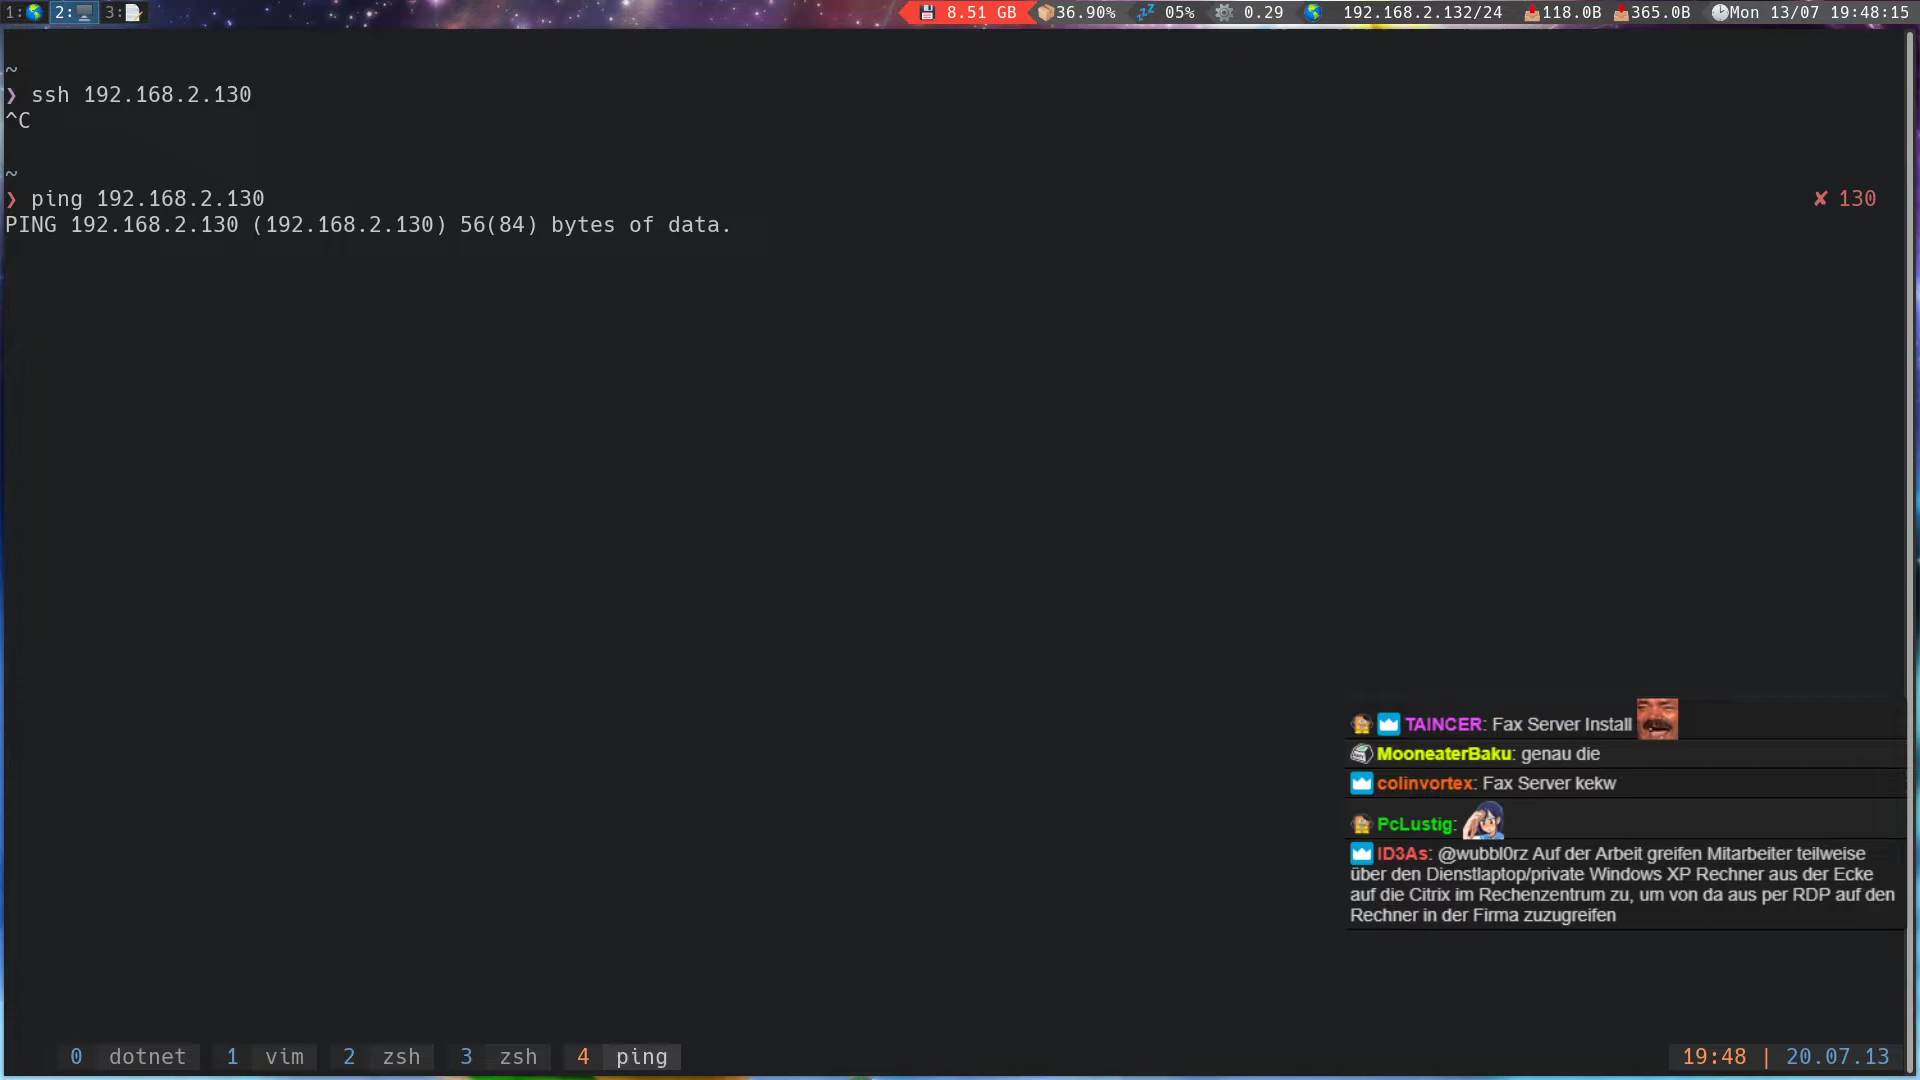 1: 2: 3: 8.51 GB 36.90% 05% 0.29 192.168.2.132/24 118.0B 365.0B Mon 13/07 19:48:15
~
❯ ssh 192.168.2.130
^C
~
❯ ping 192.168.2.130 ✘ 130
PING 192.168.2.130 (192.168.2.130) 56(84) bytes of data.
TAINCER: Fax Server Install
MooneaterBaku: genau die
colinvortex: Fax Server kekw
PcLustig:
ID3As: @wubbl0rz Auf der Arbeit greifen Mitarbeiter teilweise
über den Dienstlaptop/private Windows XP Rechner aus der Ecke
auf die Citrix im Rechenzentrum zu, um von da aus per RDP auf den
Rechner in der Firma zuzugreifen
0 dotnet 1 vim 2 zsh 3 zsh 4 ping 19:48 | 20.07.13